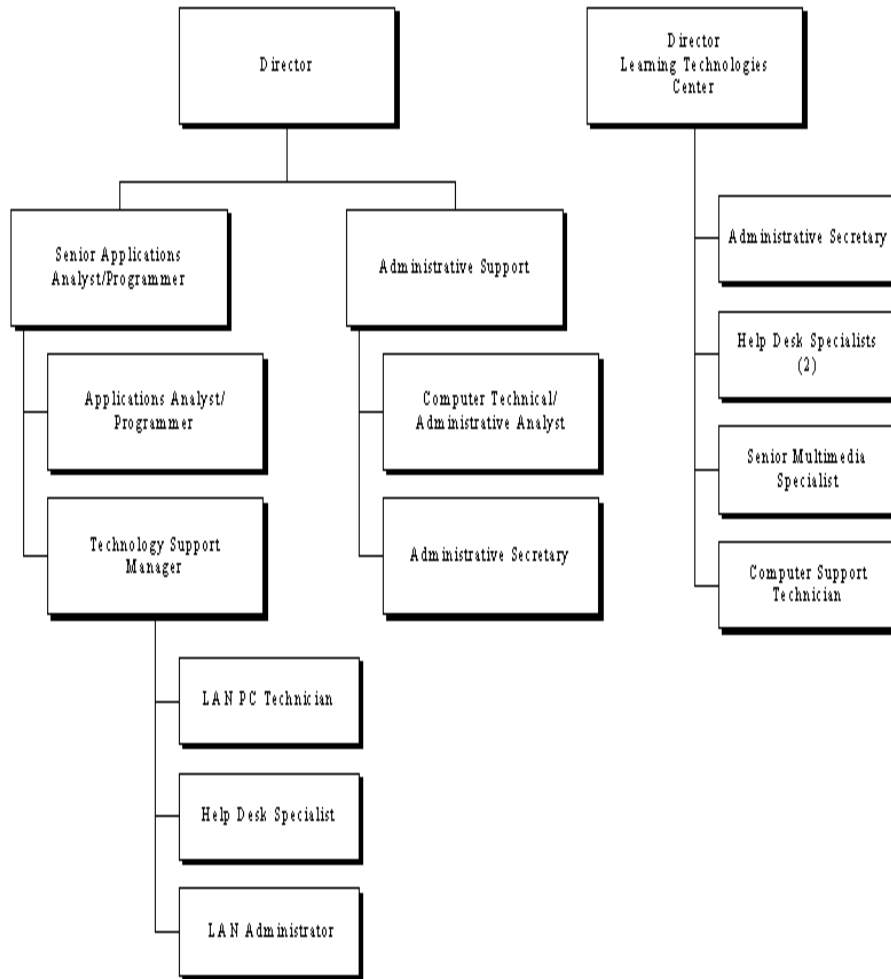 Director
Director
Learning Technologies
Center
Senior Applications
Analyst/Programmer
Administrative Support
Administrative Secretary
Help Desk Specialists
(2)
Applications Analyst/
Programmer
Computer Technical/
Administrative Analyst
Senior Multimedia
Specialist
Technology Support
Manager
Administrative Secretary
Computer Support
Technician
LAN PC Technician
Help Desk Specialist
LAN Administrator